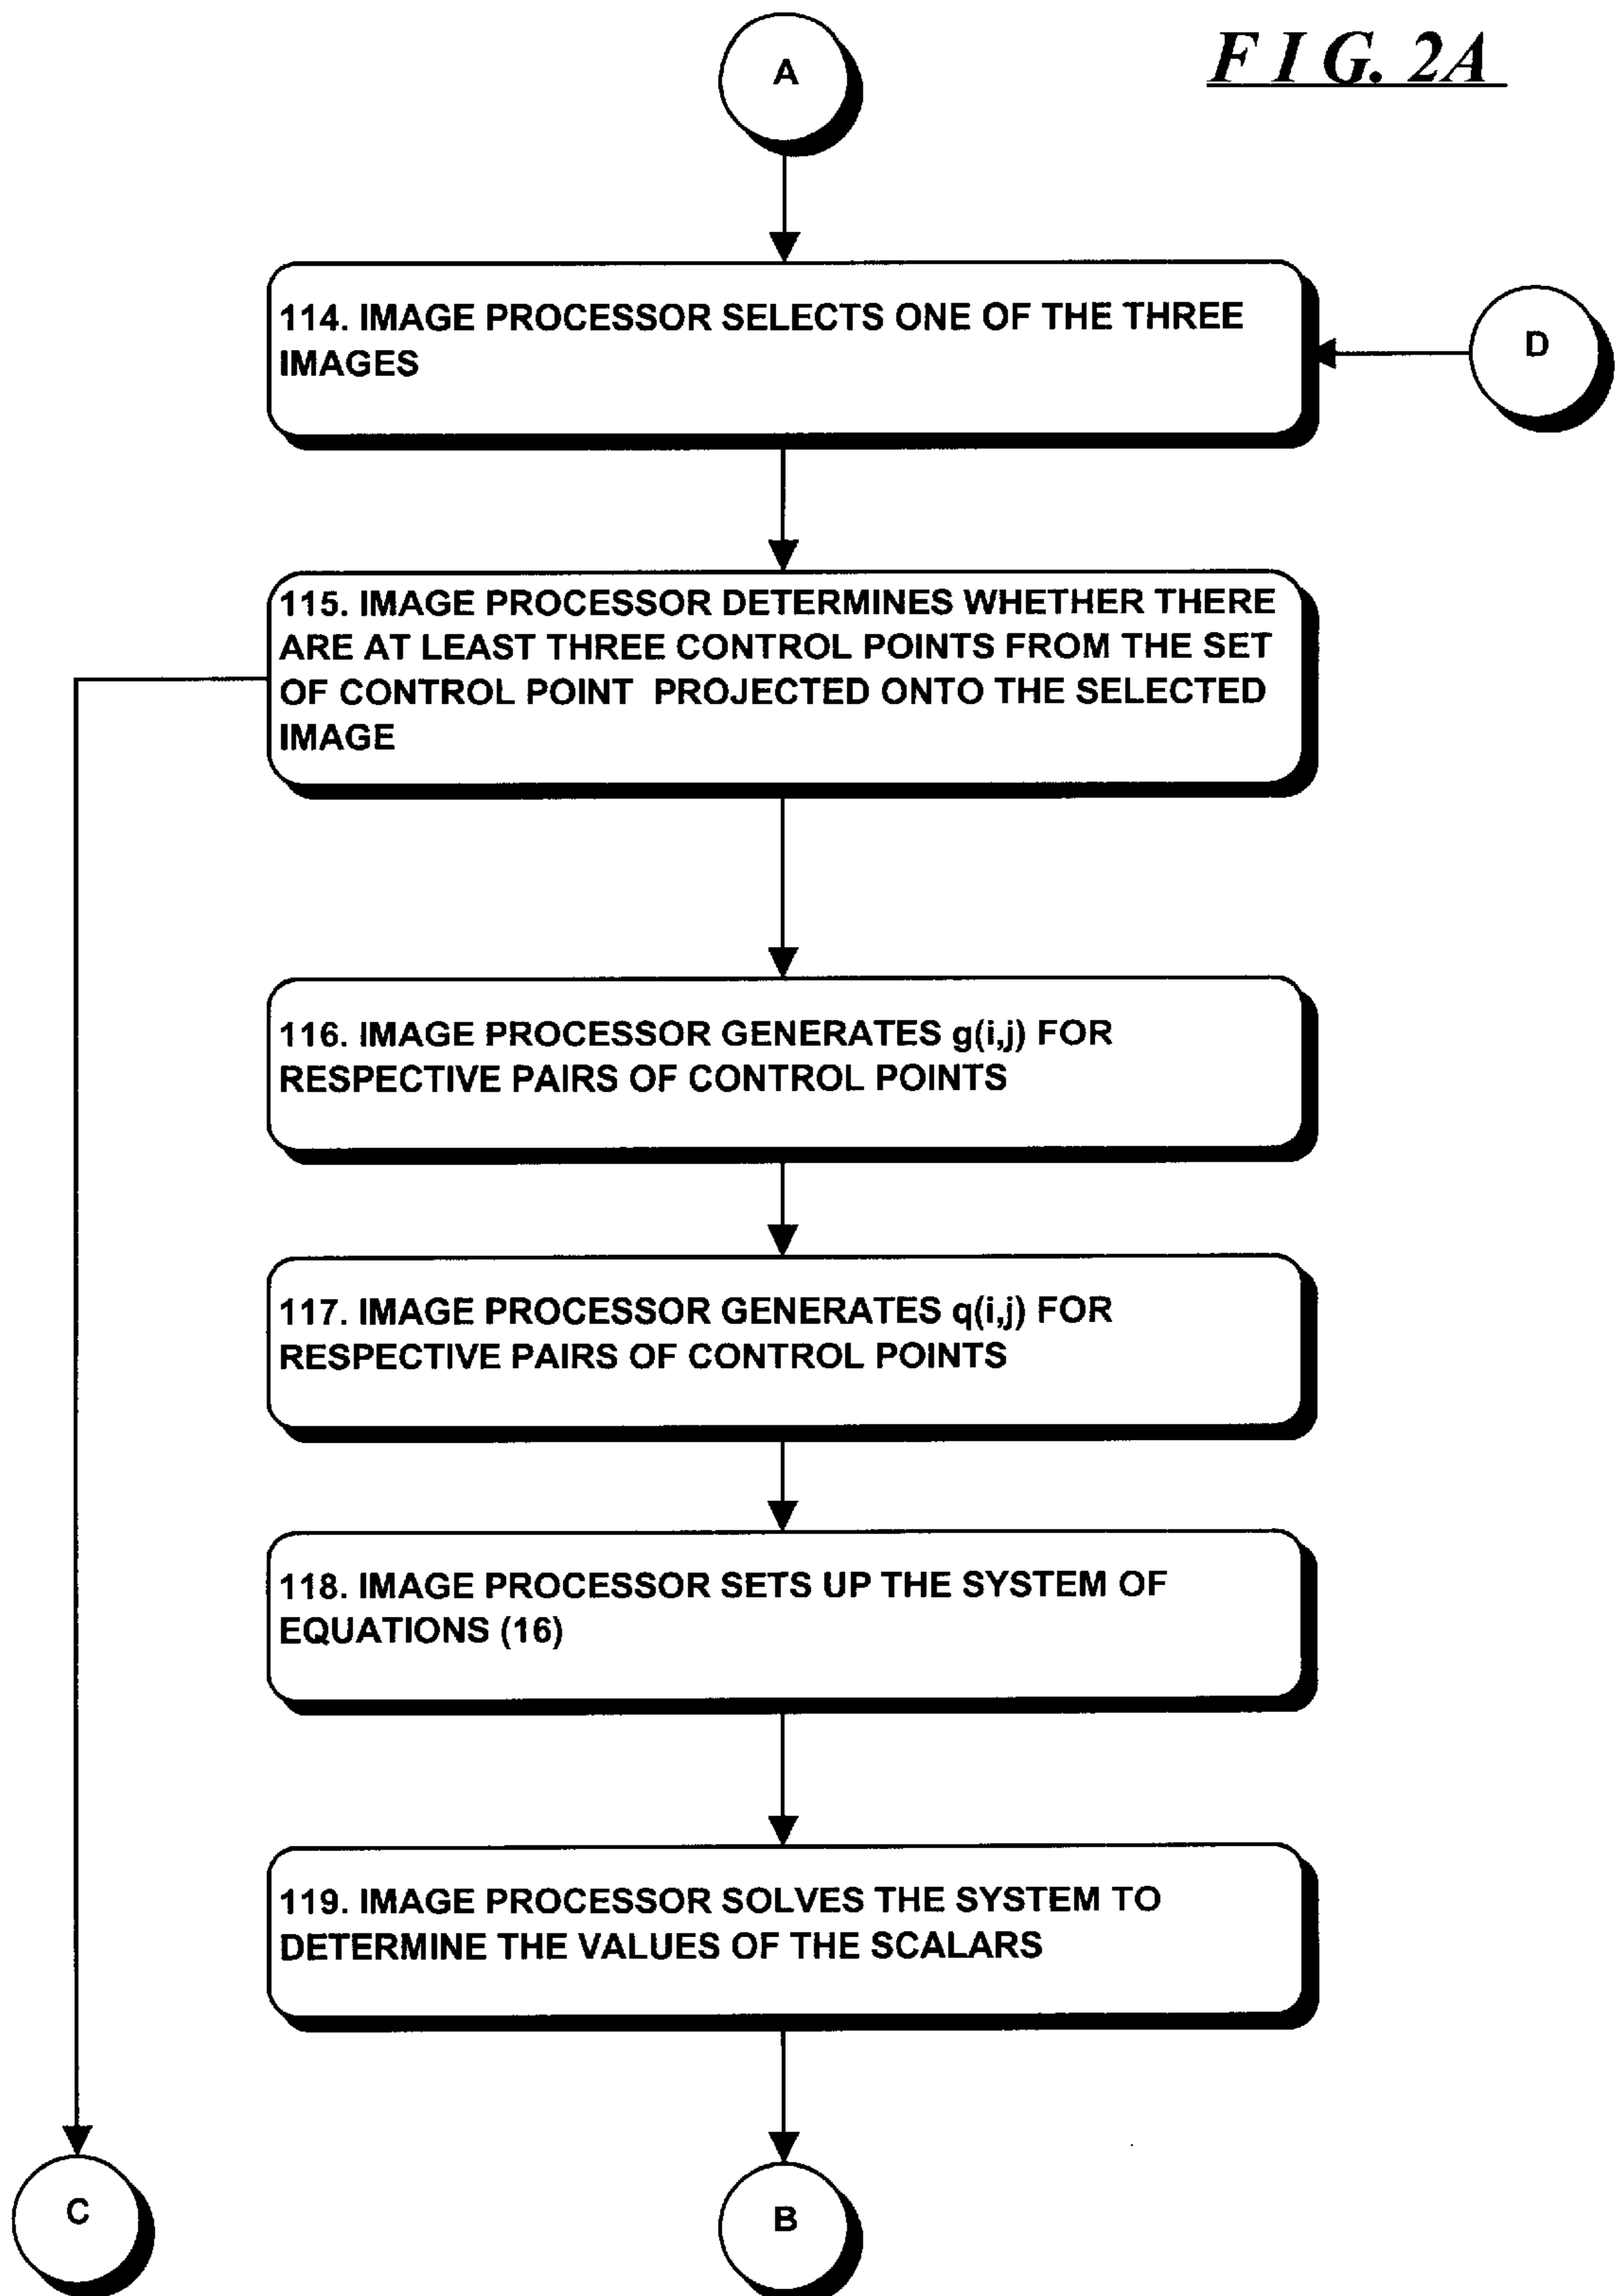 FIG. 2A
A
114. IMAGE PROCESSOR SELECTS ONE OF THE THREE
IMAGES
D
115. IMAGE PROCESSOR DETERMINES WHETHER THERE
ARE AT LEAST THREE CONTROL POINTS FROM THE SET
OF CONTROL POINT PROJECTED ONTO THE SELECTED
IMAGE
116. IMAGE PROCESSOR GENERATES g(i,j) FOR
RESPECTIVE PAIRS OF CONTROL POINTS
117. IMAGE PROCESSOR GENERATES q(i,j) FOR
RESPECTIVE PAIRS OF CONTROL POINTS
118. IMAGE PROCESSOR SETS UP THE SYSTEM OF
EQUATIONS (16)
119. IMAGE PROCESSOR SOLVES THE SYSTEM TO
DETERMINE THE VALUES OF THE SCALARS
C
B